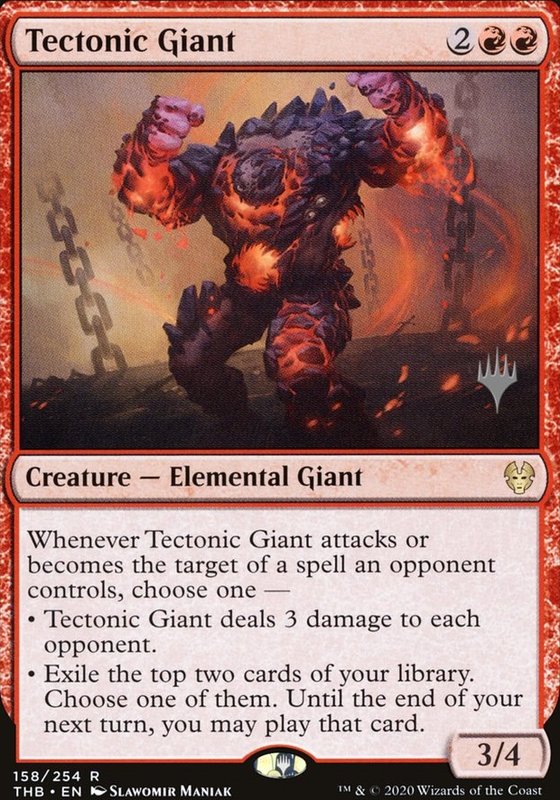 Tectonic Giant 2
Creature — Elemental Giant
Whenever Tectonic Giant attacks or
becomes the target of a spell an opponent
controls, choose one —
• Tectonic Giant deals 3 damage to each
opponent.
• Exile the top two cards of your library.
Choose one of them. Until the end of your
next turn, you may play that card.
3/4
158/254 R
THB • EN Slawomir Maniak
™ & © 2020 Wizards of the Coast